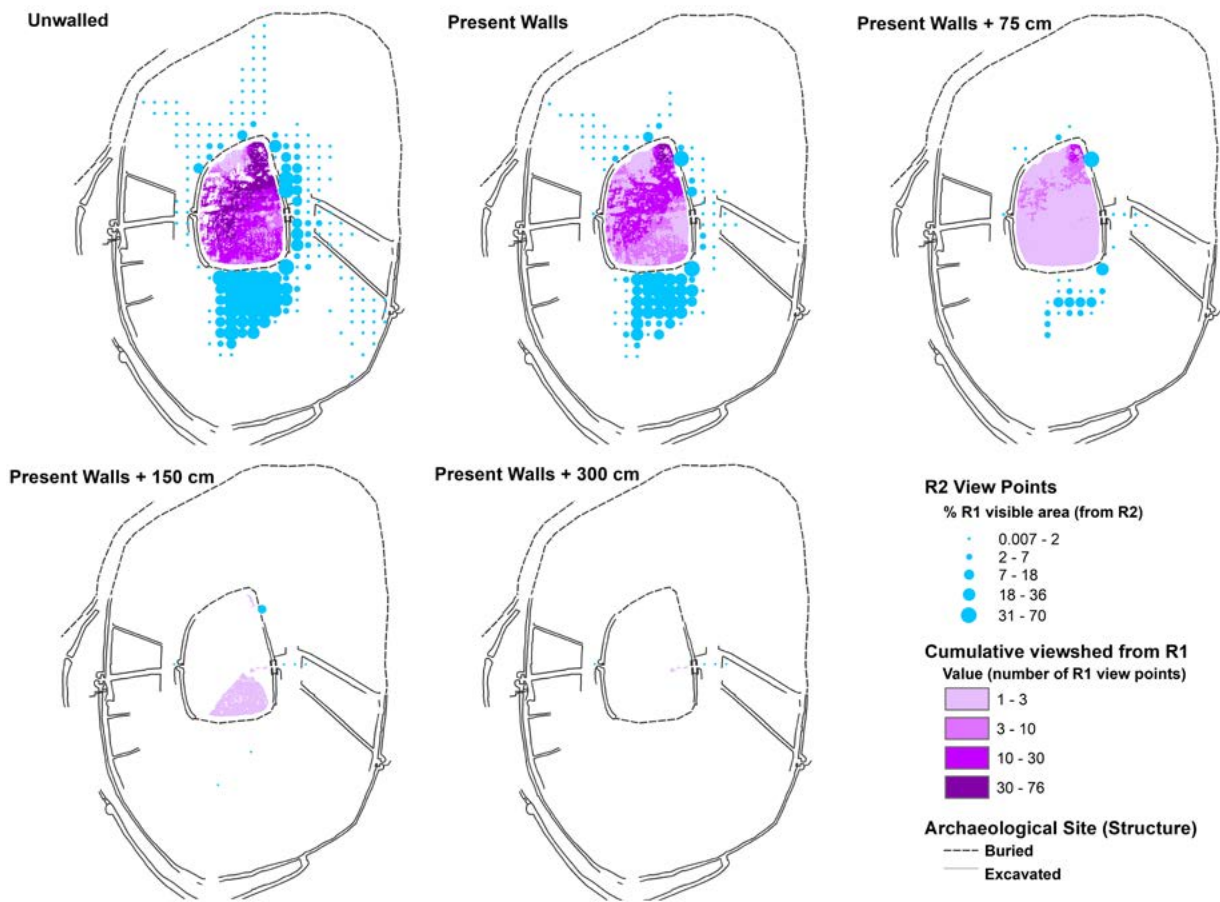 Unwalled
Present Walls
Present Walls + 75 cm
Present Walls + 150 cm
Present Walls + 300 cm
R2 View Points
% R1 visible area (from R2)
0.007 - 2
2 - 7
7 - 18
18 - 36
31 - 70
Cumulative viewshed from R1
Value (number of R1 view points)
1 - 3
3 - 10
10 - 30
30 - 76
Archaeological Site (Structure)
Buried
Excavated